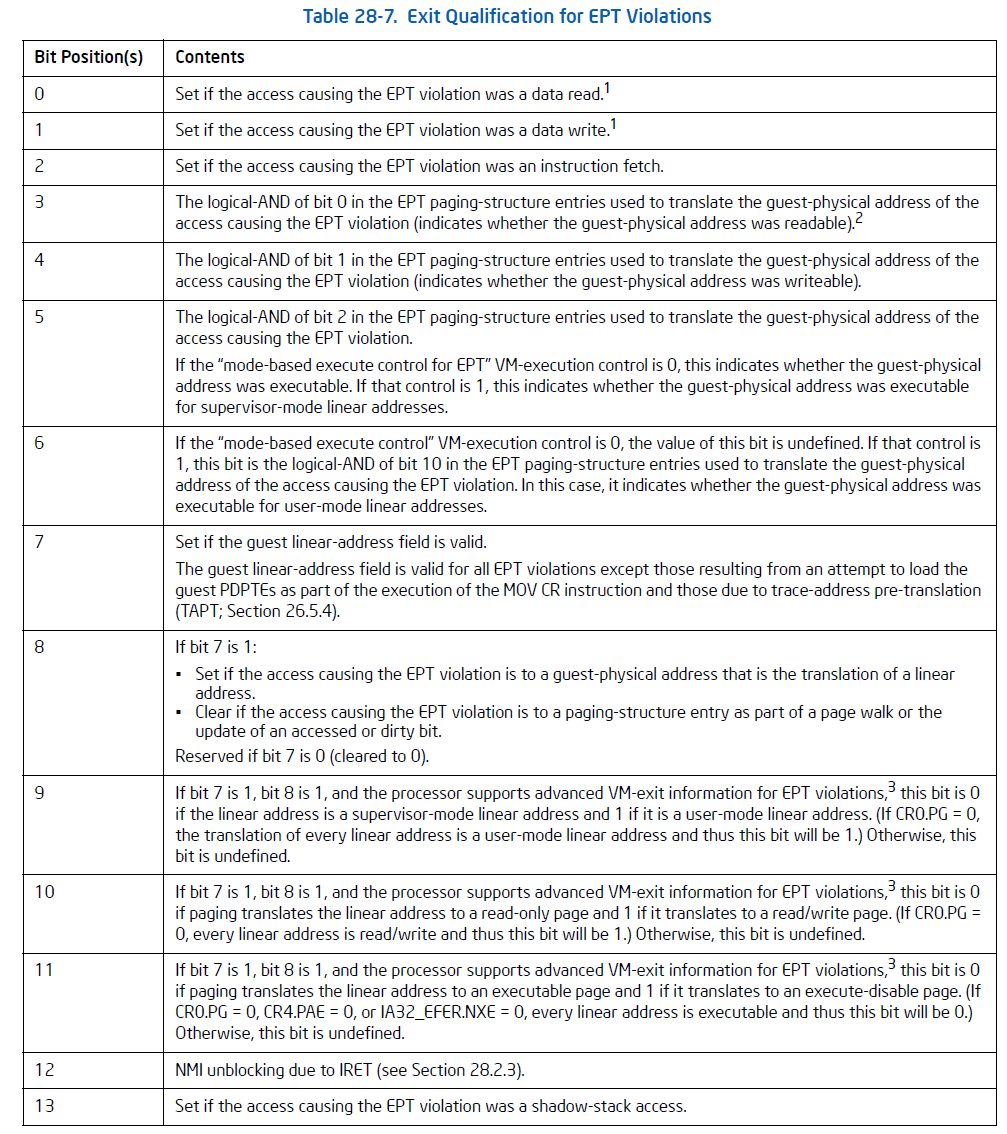 Table 28-7. Exit Qualification for EPT Violations
Bit Position(s) Contents
0 Set if the access causing the EPT violation was a data read.1
1 Set if the access causing the EPT violation was a data write.1
2 Set if the access causing the EPT violation was an instruction fetch.
3 The logical-AND of bit 0 in the EPT paging-structure entries used to translate the guest-physical address of the
access causing the EPT violation (indicates whether the guest-physical address was readable).2
4 The logical-AND of bit 1 in the EPT paging-structure entries used to translate the guest-physical address of the
access causing the EPT violation (indicates whether the guest-physical address was writeable).
5 The logical-AND of bit 2 in the EPT paging-structure entries used to translate the guest-physical address of the
access causing the EPT violation.
If the “mode-based execute control for EPT” VM-execution control is 0, this indicates whether the guest-physical
address was executable. If that control is 1, this indicates whether the guest-physical address was executable
for supervisor-mode linear addresses.
6 If the “mode-based execute control” VM-execution control is 0, the value of this bit is undefined. If that control is
1, this bit is the logical-AND of bit 10 in the EPT paging-structure entries used to translate the guest-physical
address of the access causing the EPT violation. In this case, it indicates whether the guest-physical address was
executable for user-mode linear addresses.
7 Set if the guest linear-address field is valid.
The guest linear-address field is valid for all EPT violations except those resulting from an attempt to load the
guest PDPTEs as part of the execution of the MOV CR instruction and those due to trace-address pre-translation
(TAPT; Section 26.5.4).
8 If bit 7 is 1:
▪ Set if the access causing the EPT violation is to a guest-physical address that is the translation of a linear
address.
▪ Clear if the access causing the EPT violation is to a paging-structure entry as part of a page walk or the
update of an accessed or dirty bit.
Reserved if bit 7 is 0 (cleared to 0).
9 If bit 7 is 1, bit 8 is 1, and the processor supports advanced VM-exit information for EPT violations,3 this bit is 0
if the linear address is a supervisor-mode linear address and 1 if it is a user-mode linear address. (If CR0.PG = 0,
the translation of every linear address is a user-mode linear address and thus this bit will be 1.) Otherwise, this
bit is undefined.
10 If bit 7 is 1, bit 8 is 1, and the processor supports advanced VM-exit information for EPT violations,3 this bit is 0
if paging translates the linear address to a read-only page and 1 if it translates to a read/write page. (If CR0.PG =
0, every linear address is read/write and thus this bit will be 1.) Otherwise, this bit is undefined.
11 If bit 7 is 1, bit 8 is 1, and the processor supports advanced VM-exit information for EPT violations,3 this bit is 0
if paging translates the linear address to an executable page and 1 if it translates to an execute-disable page. (If
CR0.PG = 0, CR4.PAE = 0, or IA32_EFER.NXE = 0, every linear address is executable and thus this bit will be 0.)
Otherwise, this bit is undefined.
12 NMI unblocking due to IRET (see Section 28.2.3).
13 Set if the access causing the EPT violation was a shadow-stack access.